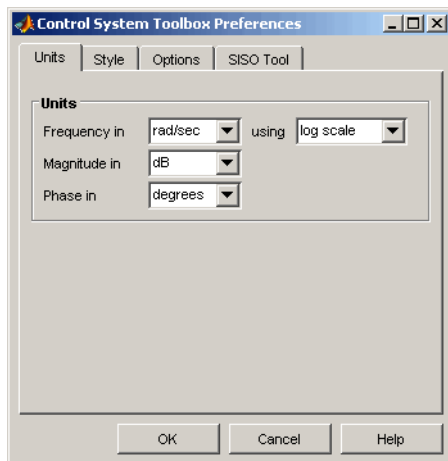 Control System Toolbox Preferences
Units Style Options SISO Tool
Units
Frequency in rad/sec using log scale
Magnitude in dB
Phase in degrees
OK Cancel Help